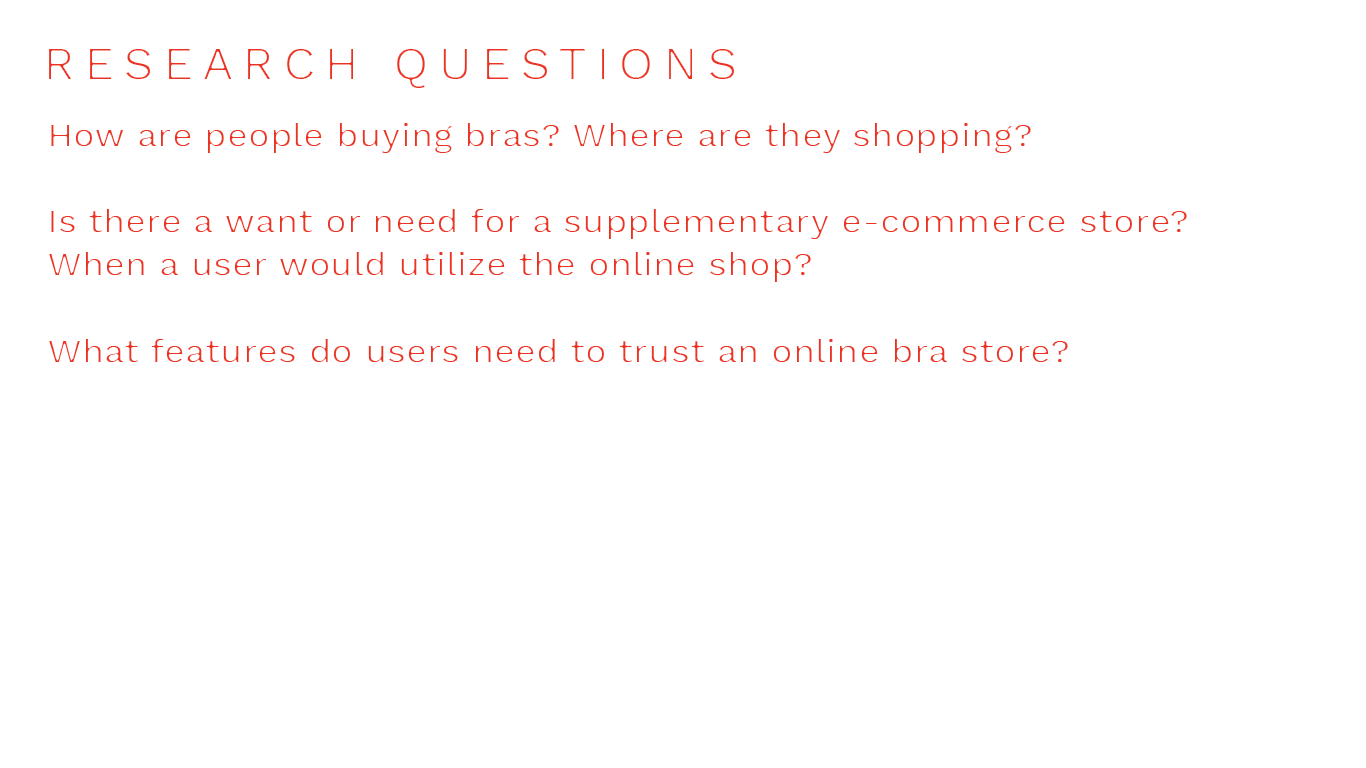 RESEARCH QUESTIONS
How are people buying bras? Where are they shopping?
Is there a want or need for a supplementary e-commerce store?
When a user would utilize the online shop?
What features do users need to trust an online bra store?